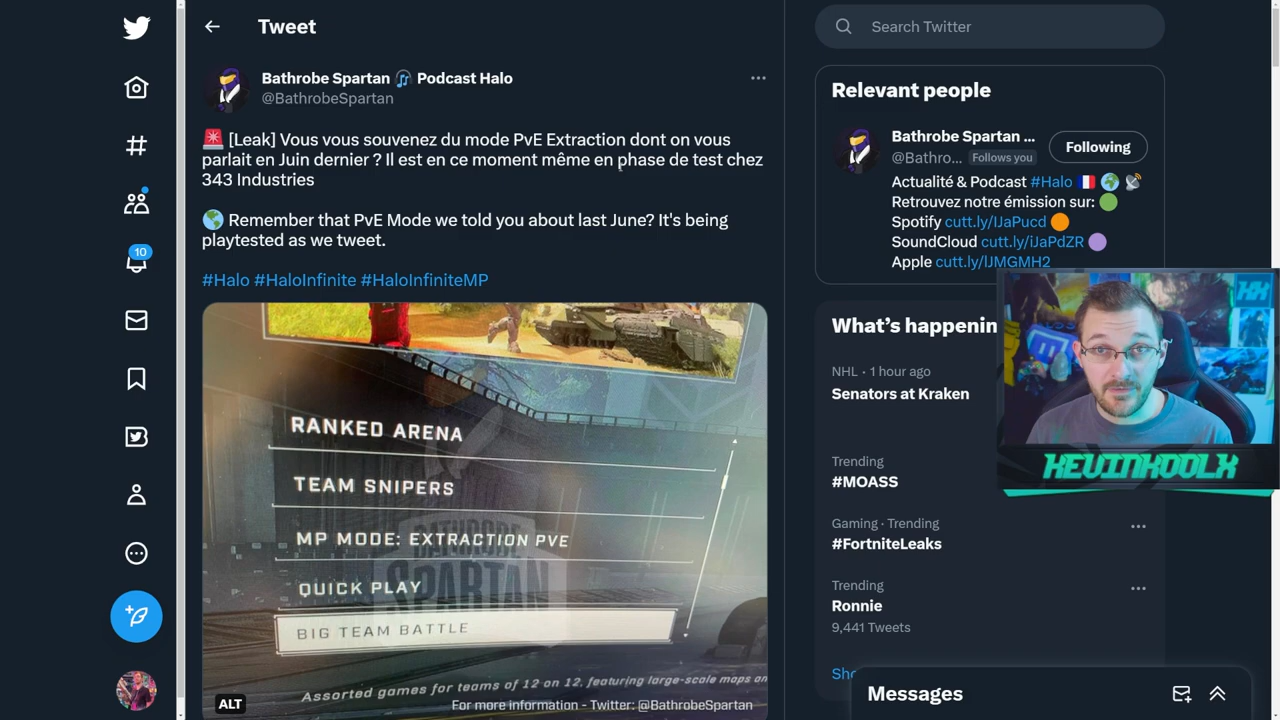 Tweet
Bathrobe Spartan Podcast Halo
@BathrobeSpartan
[Leak] Vous vous souvenez du mode PvE Extraction dont on vous
parlait en Juin dernier ? Il est en ce moment même en phase de test chez
343 Industries
Remember that PvE Mode we told you about last June? It's being
playtested as we tweet.
#Halo #HaloInfinite #HaloInfiniteMP
RANKED ARENA
TEAM SNIPERS
MP MODE: EXTRACTION PVE
BATHROBE
SPARTAN
QUICK PLAY
BIG TEAM BATTLE
Assorted games for teams of 12 on 12, featuring large-scale maps an
For more information - Twitter: @BathrobeSpartan
ALT
10
Search Twitter
Relevant people
Bathrobe Spartan ...
@Bathro... Follows you
Following
Actualité & Podcast #Halo
Retrouvez notre émission sur:
Spotify cutt.ly/IJaPucd
SoundCloud cutt.ly/iJaPdZR
Apple cutt.ly/lJMGMH2
What's happenin
NHL · 1 hour ago
Senators at Kraken
Trending
#MOASS
Gaming · Trending
#FortniteLeaks
Trending
Ronnie
9,441 Tweets
Sho
Messages
KEVINKOOLX